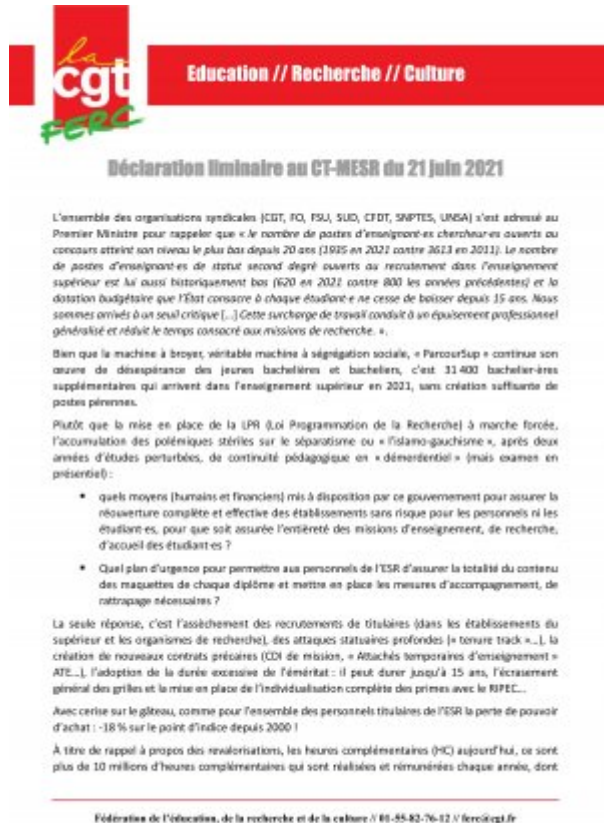 la
cgt
FERC
Education // Recherche // Culture
Déclaration liminaire au CT-MESR du 21 juin 2021
L'ensemble des organisations syndicales (CGT, FO, FSU, SUD, CFDT, SNPTES, UNSA) s'est adressé au
Premier Ministre pour rappeler que « le nombre de postes d'enseignant·es chercheur·es ouverts au
concours atteint son niveau le plus bas depuis 20 ans (1935 en 2021 contre 3613 en 2011). Le nombre
de postes d'enseignant·es de statut second degré ouverts au recrutement dans l'enseignement
supérieur est lui aussi historiquement bas (620 en 2021 contre 800 les années précédentes) et la
dotation budgétaire que l'État consacre à chaque étudiant·e ne cesse de baisser depuis 15 ans. Nous
sommes arrivés à un seuil critique [...] Cette surcharge de travail conduit à un épuisement professionnel
généralisé et réduit le temps consacré aux missions de recherche. ».
Bien que la machine à broyer, véritable machine à ségrégation sociale, « ParcourSup » continue son
œuvre de désespérance des jeunes bachelières et bacheliers, c'est 31 400 bachelier·ères
supplémentaires qui arrivent dans l'enseignement supérieur en 2021, sans création suffisante de
postes pérennes.
Plutôt que la mise en place de la LPR (Loi Programmation de la Recherche) à marche forcée,
l'accumulation des polémiques stériles sur le séparatisme ou « l'islamo-gauchisme », après deux
années d'études perturbées, de continuité pédagogique en « démerdentiel » (mais examen en
présentiel) :
• quels moyens (humains et financiers) mis à disposition par ce gouvernement pour assurer la
réouverture complète et effective des établissements sans risque pour les personnels ni les
étudiant·es, pour que soit assurée l'entièreté des missions d'enseignement, de recherche,
d'accueil des étudiant·es ?
• Quel plan d'urgence pour permettre aux personnels de l'ESR d'assurer la totalité du contenu
des maquettes de chaque diplôme et mettre en place les mesures d'accompagnement, de
rattrapage nécessaires ?
La seule réponse, c'est l'assèchement des recrutements de titulaires (dans les établissements du
supérieur et les organismes de recherche), des attaques statuaires profondes (« tenure track »...), la
création de nouveaux contrats précaires (CDI de mission, « Attachés temporaires d'enseignement »
ATE...), l'adoption de la durée excessive de l'éméritat : il peut durer jusqu'à 15 ans, l'écrasement
général des grilles et la mise en place de l'individualisation complète des primes avec le RIPEC...
Avec cerise sur le gâteau, comme pour l'ensemble des personnels titulaires de l'ESR la perte de pouvoir
d'achat : -18 % sur le point d'indice depuis 2000 !
À titre de rappel à propos des revalorisations, les heures complémentaires (HC) aujourd'hui, ce sont
plus de 10 millions d'heures complémentaires qui sont réalisées et rémunérées chaque année, dont
Fédération de l'éducation, de la recherche et de la culture // 01-55-82-76-12 // ferc@cgt.fr